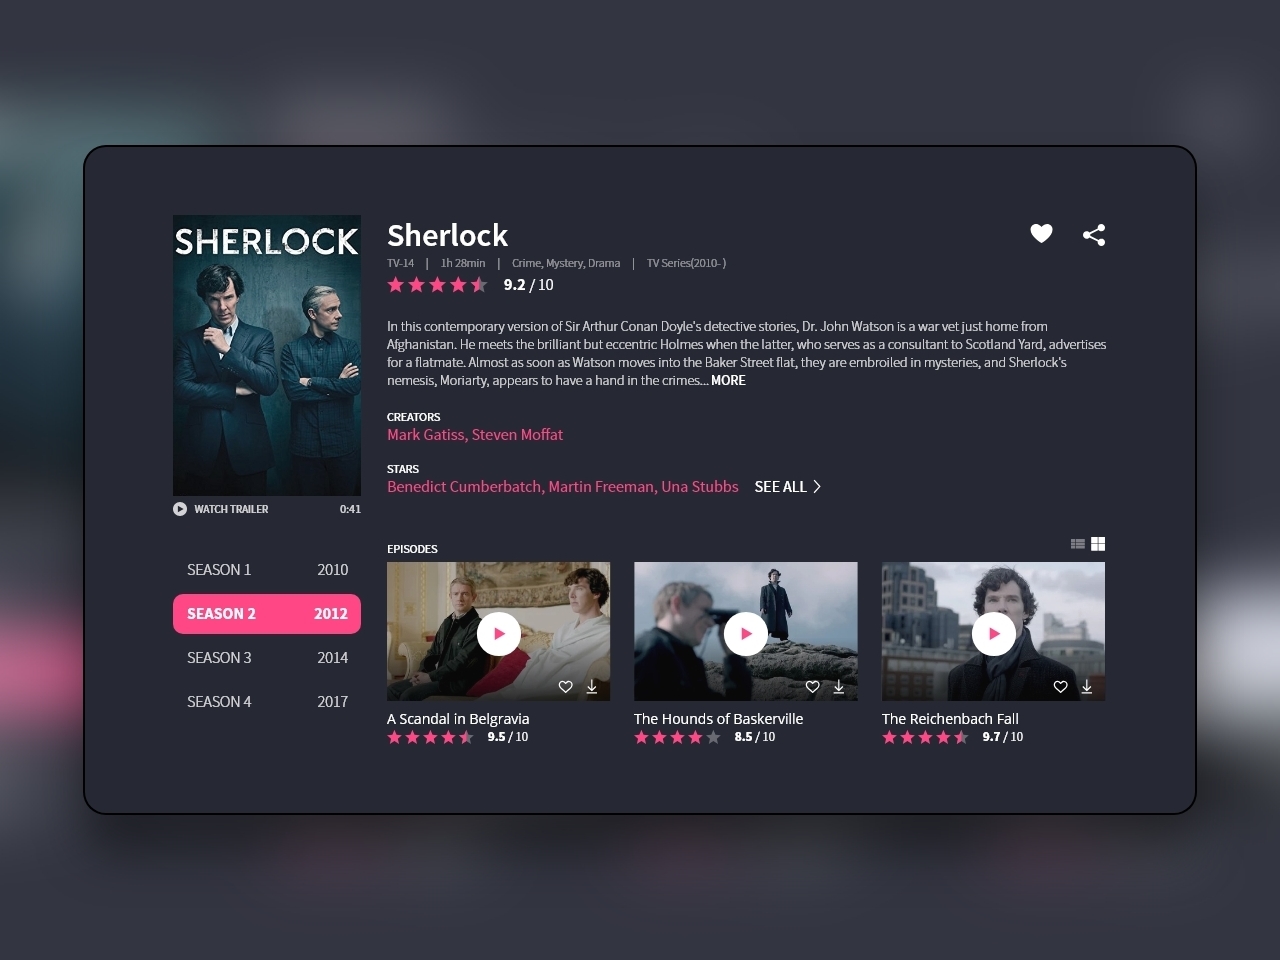 SHERLOCK
WATCH TRAILER 0:41
SEASON 1 2010
SEASON 2 2012
SEASON 3 2014
SEASON 4 2017
Sherlock
TV-14 | 1h 28min | Crime, Mystery, Drama | TV Series(2010- )
9.2 / 10
In this contemporary version of Sir Arthur Conan Doyle's detective stories, Dr. John Watson is a war vet just home from
Afghanistan. He meets the brilliant but eccentric Holmes when the latter, who serves as a consultant to Scotland Yard, advertises
for a flatmate. Almost as soon as Watson moves into the Baker Street flat, they are embroiled in mysteries, and Sherlock's
nemesis, Moriarty, appears to have a hand in the crimes... MORE
CREATORS
Mark Gatiss, Steven Moffat
STARS
Benedict Cumberbatch, Martin Freeman, Una Stubbs SEE ALL
EPISODES
A Scandal in Belgravia
9.5 / 10
The Hounds of Baskerville
8.5 / 10
The Reichenbach Fall
9.7 / 10